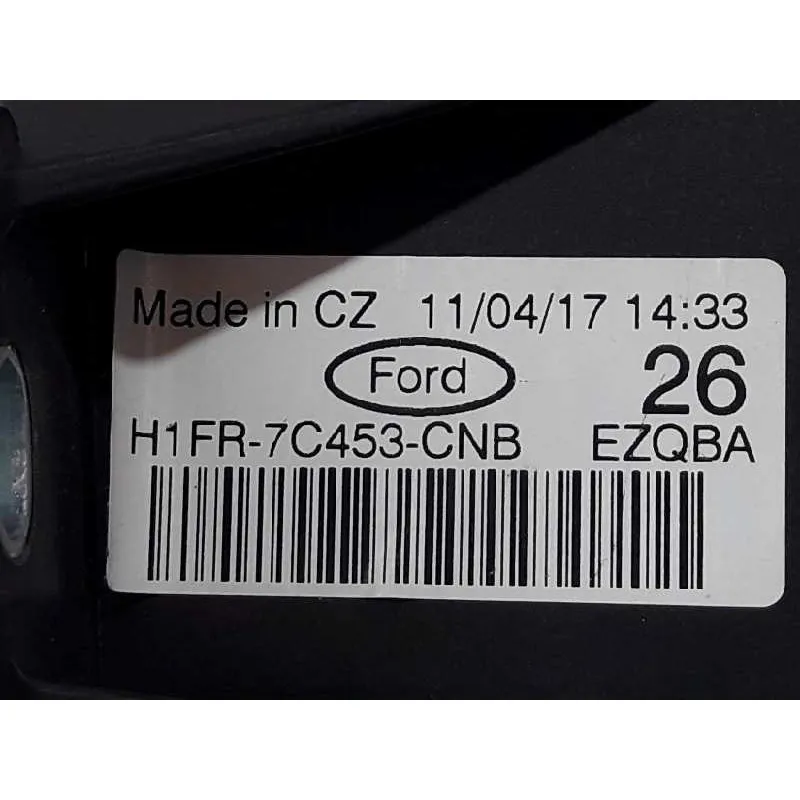 Made in CZ 11/04/17 14:33
Ford 26
H1FR-7C453-CNB EZQBA